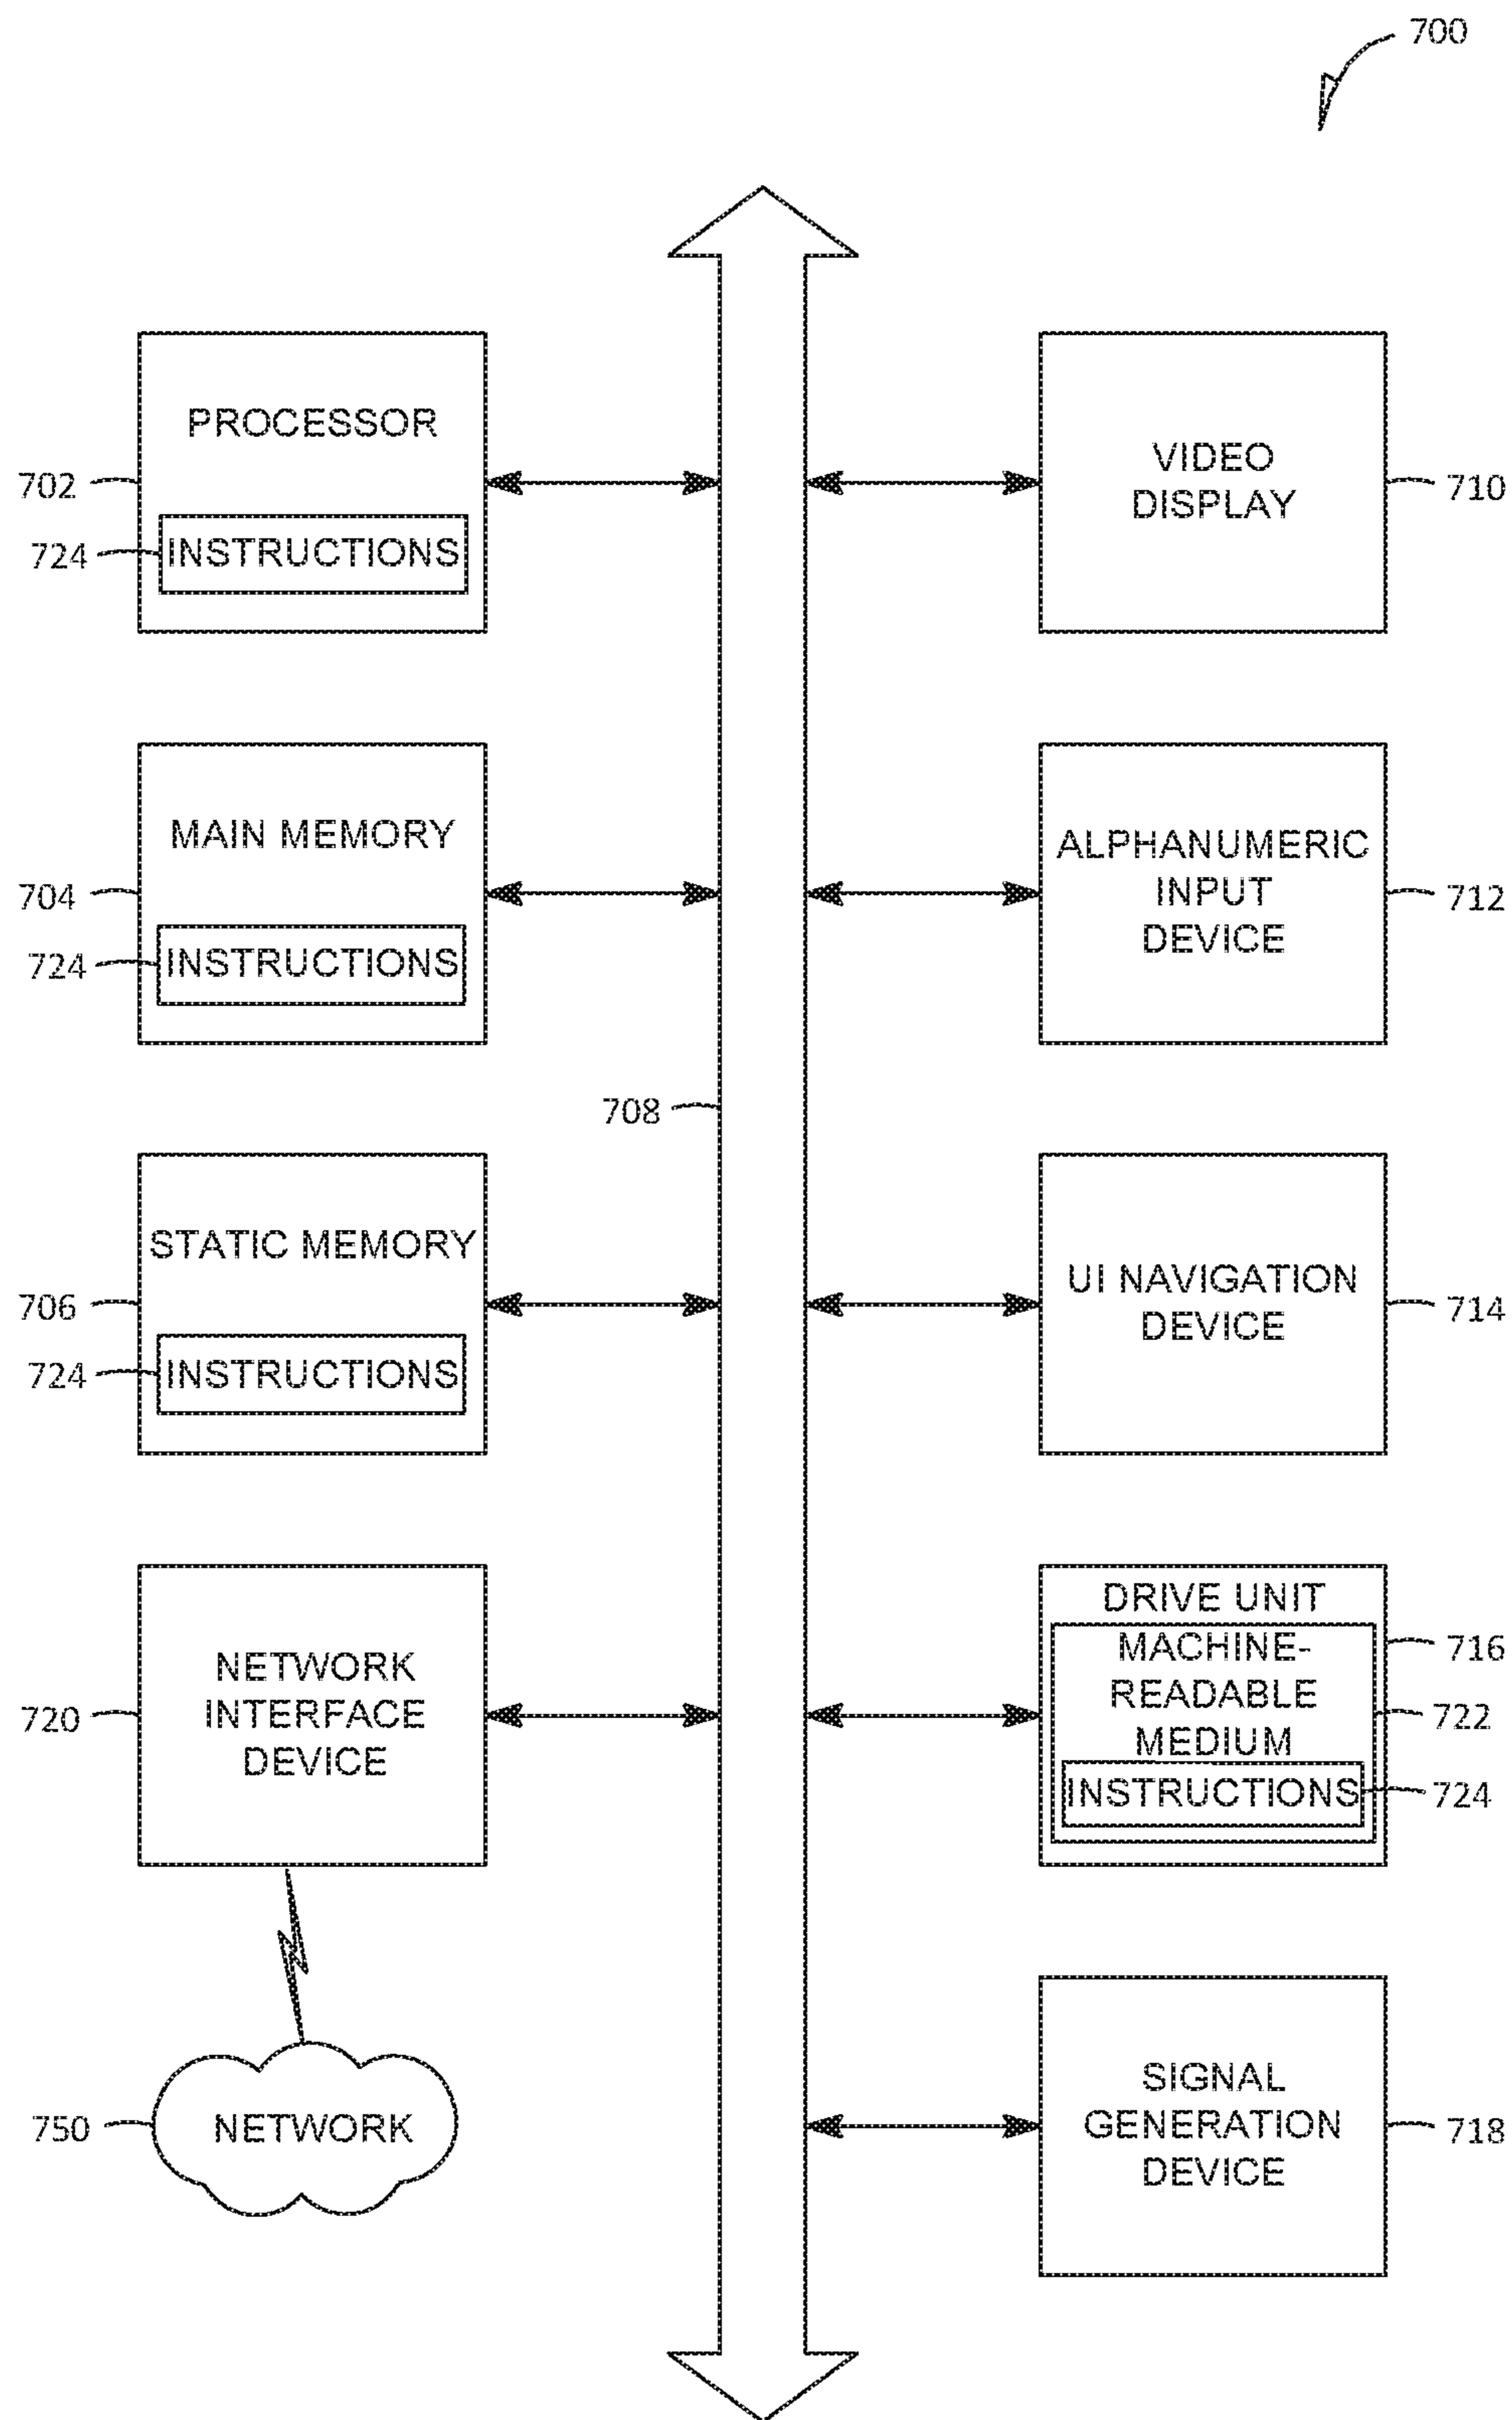 700
PROCESSOR
702
724
INSTRUCTIONS
VIDEO
DISPLAY
710
MAIN MEMORY
704
724
INSTRUCTIONS
ALPHANUMERIC
INPUT
DEVICE
712
708
STATIC MEMORY
706
724
INSTRUCTIONS
UI NAVIGATION
DEVICE
714
NETWORK
INTERFACE
DEVICE
720
DRIVE UNIT
716
MACHINE-
READABLE
MEDIUM
722
INSTRUCTIONS
724
NETWORK
750
SIGNAL
GENERATION
DEVICE
718